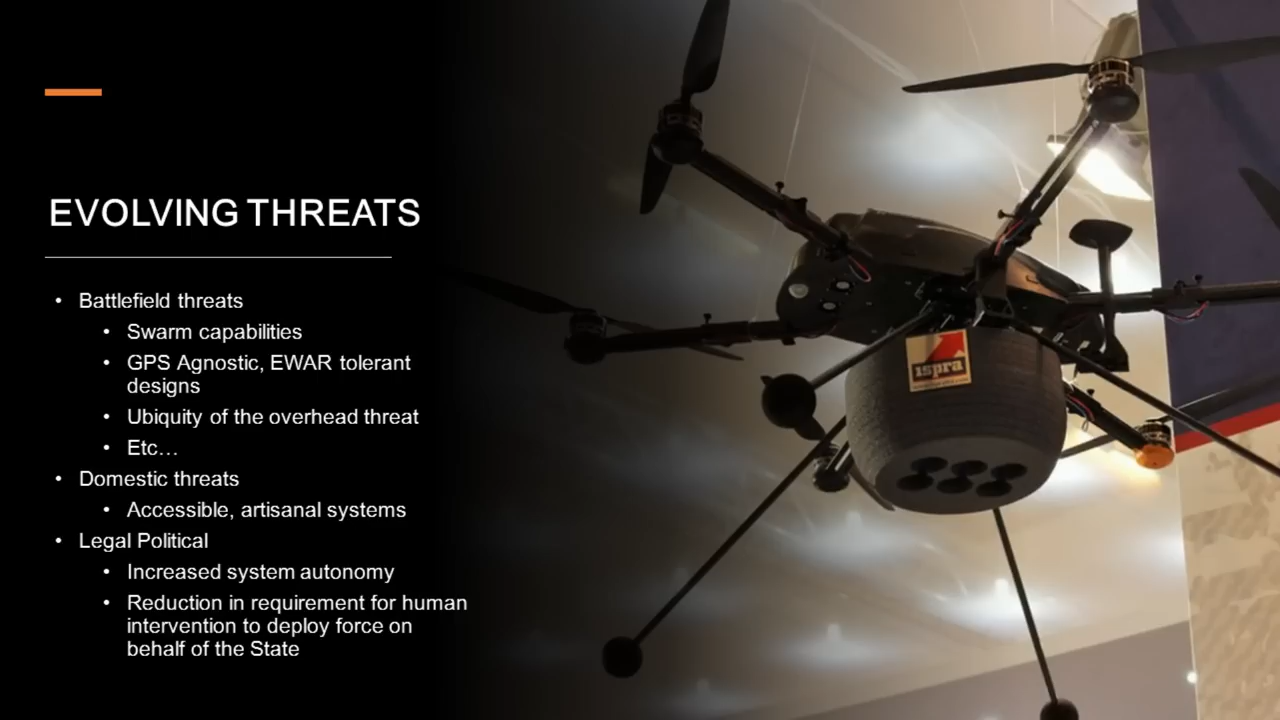 EVOLVING THREATS
• Battlefield threats
• Swarm capabilities
• GPS Agnostic, EWAR tolerant
designs
• Ubiquity of the overhead threat
• Etc…
• Domestic threats
• Accessible, artisanal systems
• Legal Political
• Increased system autonomy
• Reduction in requirement for human
intervention to deploy force on
behalf of the State
ispra